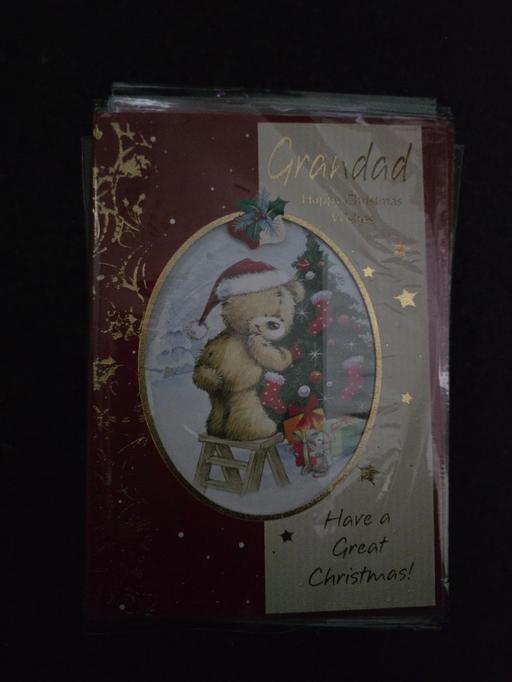 Grandad
Happy Christmas
Wishes
Have a
Great
Christmas!